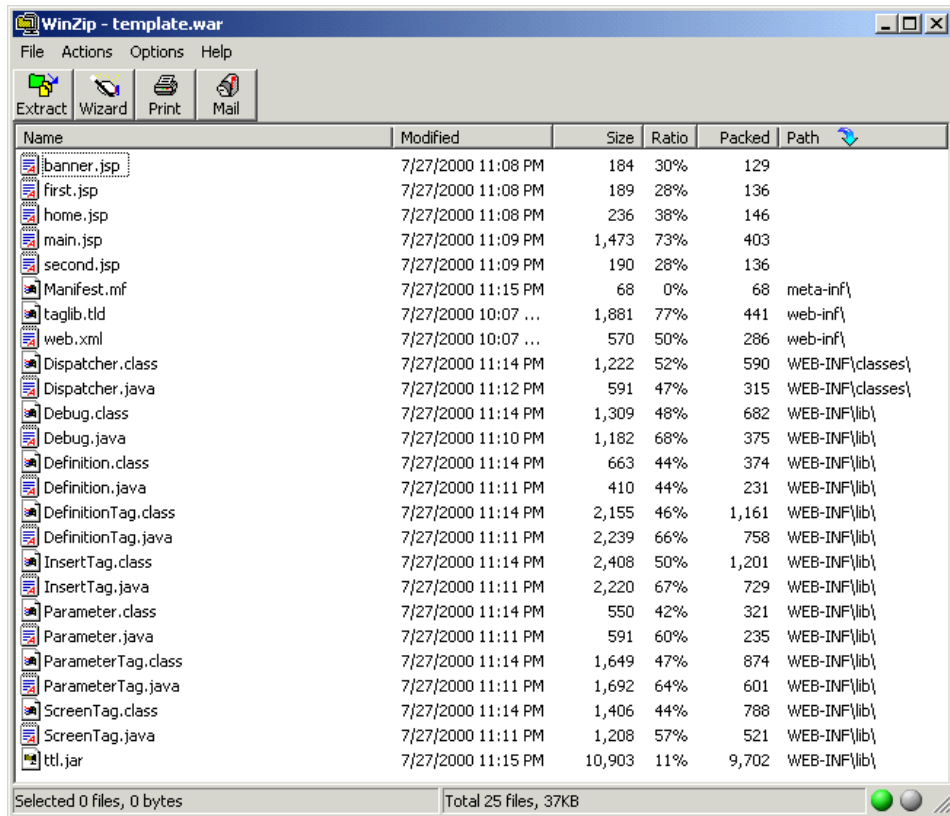 WinZip - template.war
File Actions Options Help
Extract Wizard Print Mail
Name Modified Size Ratio Packed Path
banner.jsp 7/27/2000 11:08 PM 184 30% 129
first.jsp 7/27/2000 11:08 PM 189 28% 136
home.jsp 7/27/2000 11:08 PM 236 38% 146
main.jsp 7/27/2000 11:09 PM 1,473 73% 403
second.jsp 7/27/2000 11:09 PM 190 28% 136
Manifest.mf 7/27/2000 11:15 PM 68 0% 68 meta-inf\
taglib.tld 7/27/2000 10:07 ... 1,881 77% 441 web-inf\
web.xml 7/27/2000 10:07 ... 570 50% 286 web-inf\
Dispatcher.class 7/27/2000 11:14 PM 1,222 52% 590 WEB-INF\classes\
Dispatcher.java 7/27/2000 11:12 PM 591 47% 315 WEB-INF\classes\
Debug.class 7/27/2000 11:14 PM 1,309 48% 682 WEB-INF\lib\
Debug.java 7/27/2000 11:10 PM 1,182 68% 375 WEB-INF\lib\
Definition.class 7/27/2000 11:14 PM 663 44% 374 WEB-INF\lib\
Definition.java 7/27/2000 11:11 PM 410 44% 231 WEB-INF\lib\
DefinitionTag.class 7/27/2000 11:14 PM 2,155 46% 1,161 WEB-INF\lib\
DefinitionTag.java 7/27/2000 11:11 PM 2,239 66% 758 WEB-INF\lib\
InsertTag.class 7/27/2000 11:14 PM 2,408 50% 1,201 WEB-INF\lib\
InsertTag.java 7/27/2000 11:11 PM 2,220 67% 729 WEB-INF\lib\
Parameter.class 7/27/2000 11:14 PM 550 42% 321 WEB-INF\lib\
Parameter.java 7/27/2000 11:11 PM 591 60% 235 WEB-INF\lib\
ParameterTag.class 7/27/2000 11:14 PM 1,649 47% 874 WEB-INF\lib\
ParameterTag.java 7/27/2000 11:11 PM 1,692 64% 601 WEB-INF\lib\
ScreenTag.class 7/27/2000 11:14 PM 1,406 44% 788 WEB-INF\lib\
ScreenTag.java 7/27/2000 11:11 PM 1,208 57% 521 WEB-INF\lib\
ttl.jar 7/27/2000 11:15 PM 10,903 11% 9,702 WEB-INF\lib\
Selected 0 files, 0 bytes Total 25 files, 37KB